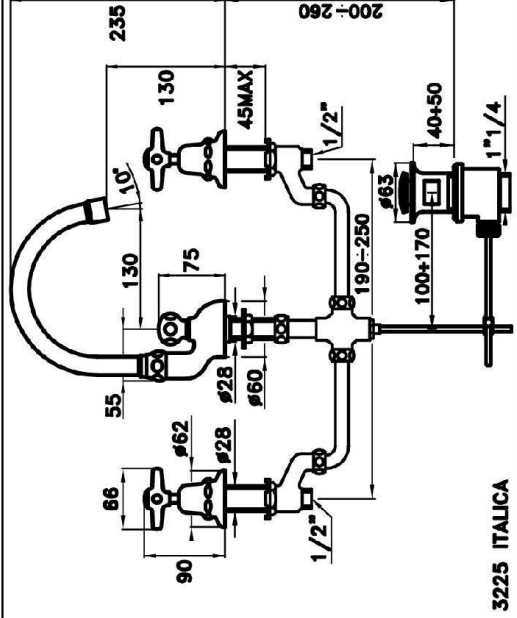 235
200÷260
130
45MAX
10°
1/2"
40+50
ø63
1"1/4
130
75
190÷250
100+170
55
ø28
ø60
66
ø62
ø28
90
1/2"
3225 ITALICA